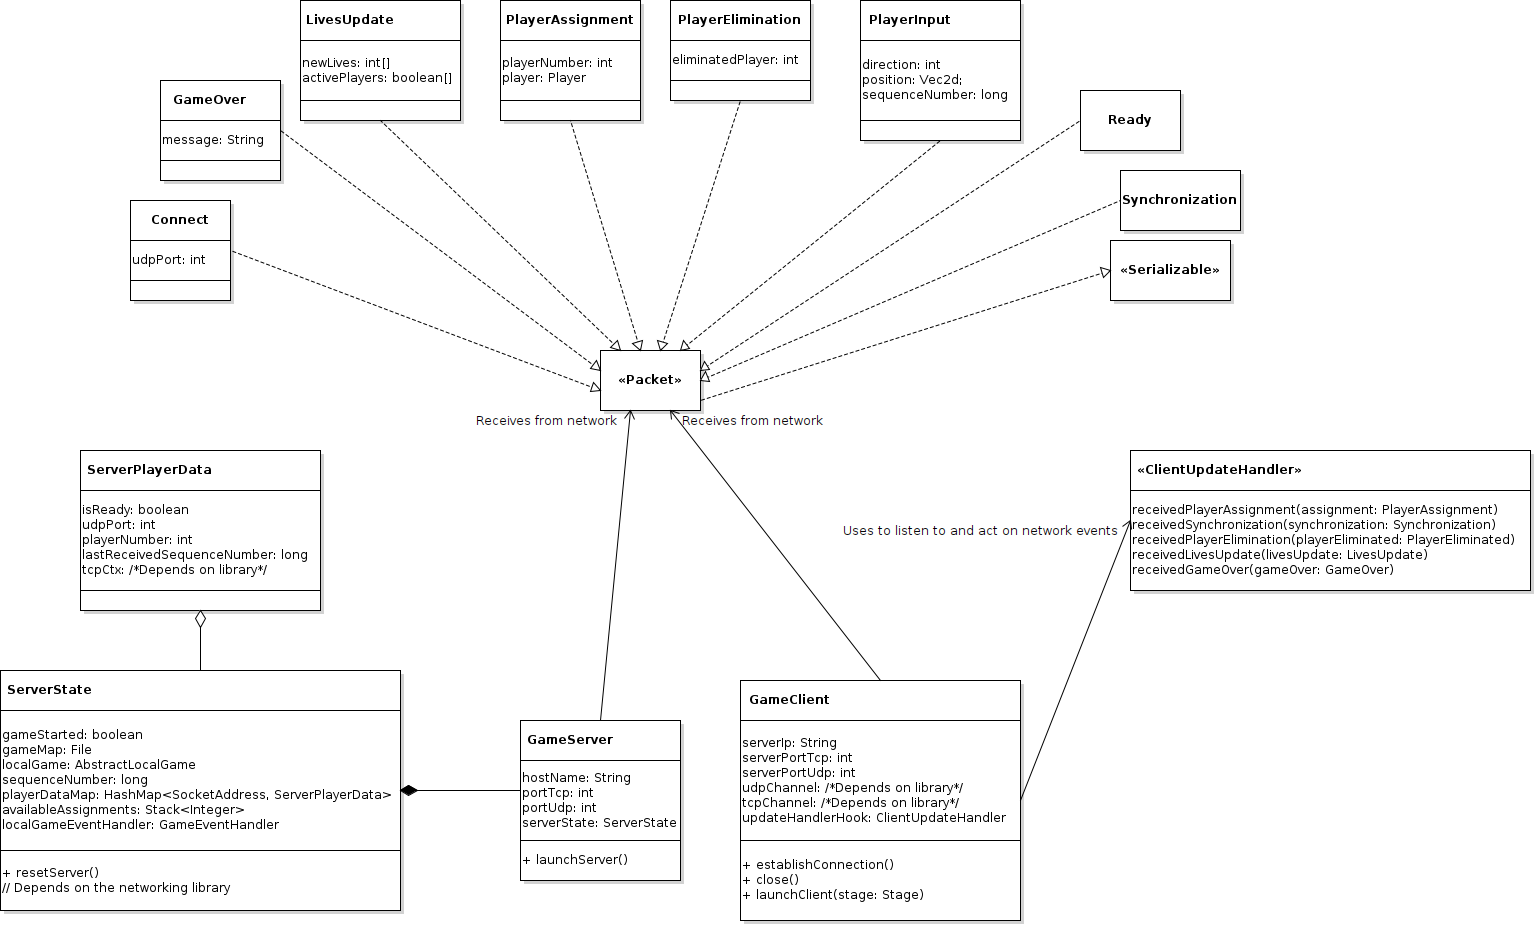 LivesUpdate
newLives: int[]
activePlayers: boolean[]
PlayerAssignment
playerNumber: int
player: Player
PlayerElimination
eliminatedPlayer: int
PlayerInput
direction: int
position: Vec2d;
sequenceNumber: long
GameOver
message: String
Ready
Connect
udpPort: int
Synchronization
«Serializable»
«Packet»
Receives from network
Receives from network
ServerPlayerData
isReady: boolean
udpPort: int
playerNumber: int
lastReceivedSequenceNumber: long
tcpCtx: /*Depends on library*/
Uses to listen to and act on network events
«ClientUpdateHandler»
receivedPlayerAssignment(assignment: PlayerAssignment)
receivedSynchronization(synchronization: Synchronization)
receivedPlayerElimination(playerEliminated: PlayerEliminated)
receivedLivesUpdate(livesUpdate: LivesUpdate)
receivedGameOver(gameOver: GameOver)
ServerState
gameStarted: boolean
gameMap: File
localGame: AbstractLocalGame
sequenceNumber: long
playerDataMap: HashMap<SocketAddress, ServerPlayerData>
availableAssignments: Stack<Integer>
localGameEventHandler: GameEventHandler
+ resetServer()
// Depends on the networking library
GameServer
hostName: String
portTcp: int
portUdp: int
serverState: ServerState
+ launchServer()
GameClient
serverIp: String
serverPortTcp: int
serverPortUdp: int
udpChannel: /*Depends on library*/
tcpChannel: /*Depends on library*/
updateHandlerHook: ClientUpdateHandler
+ establishConnection()
+ close()
+ launchClient(stage: Stage)